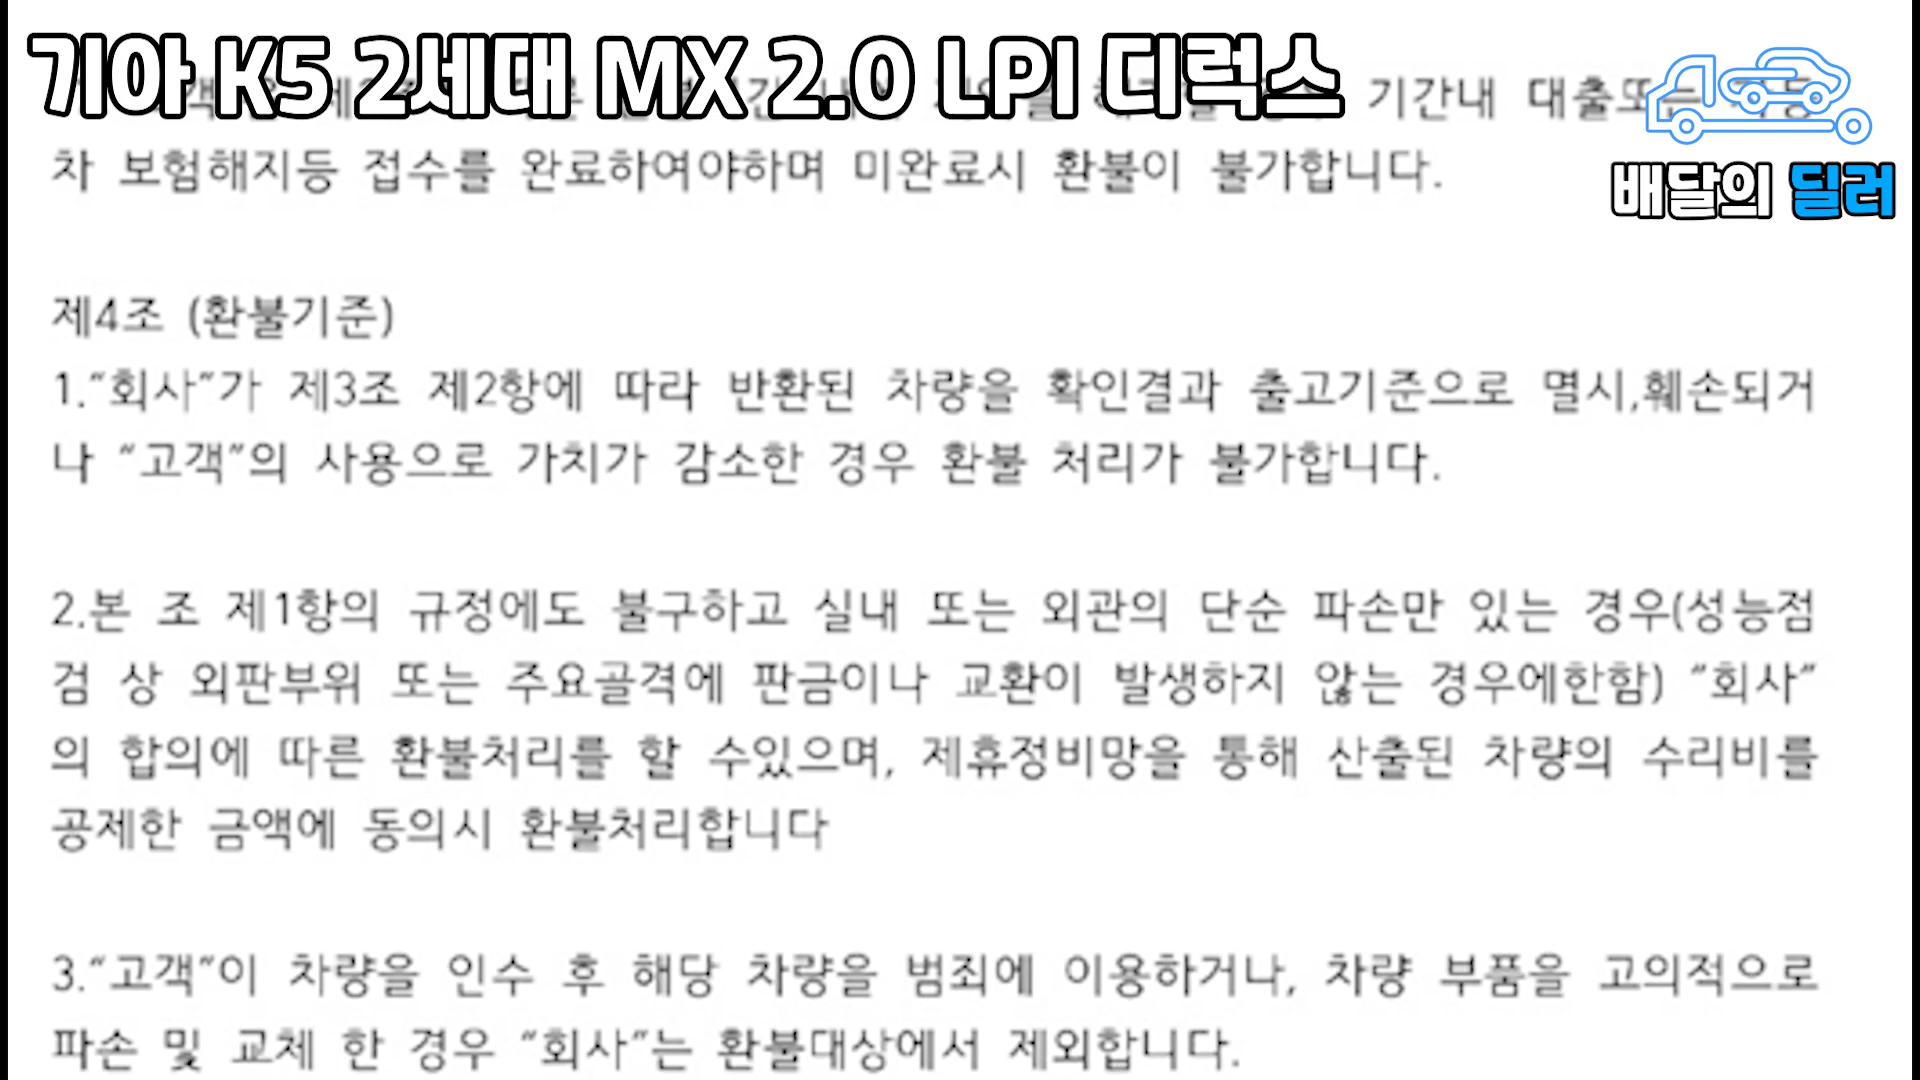 기아 K5 2세대 MX 2.0 LPI 디럭스
기간내 대출또는
차 보험해지등 접수를 완료하여야하며 미완료시 환불이 불가합니다.
배달의 딜러
제4조 (환불기준)
1.“회사”가 제3조 제2항에 따라 반환된 차량을 확인결과 출고기준으로 멸시,훼손되거
나 “고객”의 사용으로 가치가 감소한 경우 환불 처리가 불가합니다.
2.본 조 제1항의 규정에도 불구하고 실내 또는 외관의 단순 파손만 있는 경우(성능점
검 상 외판부위 또는 주요골격에 판금이나 교환이 발생하지 않는 경우에한함) “회사”
의 합의에 따른 환불처리를 할 수있으며, 제휴정비망을 통해 산출된 차량의 수리비를
공제한 금액에 동의시 환불처리합니다
3.“고객”이 차량을 인수 후 해당 차량을 범죄에 이용하거나, 차량 부품을 고의적으로
파손 및 교체 한 경우 “회사”는 환불대상에서 제외합니다.